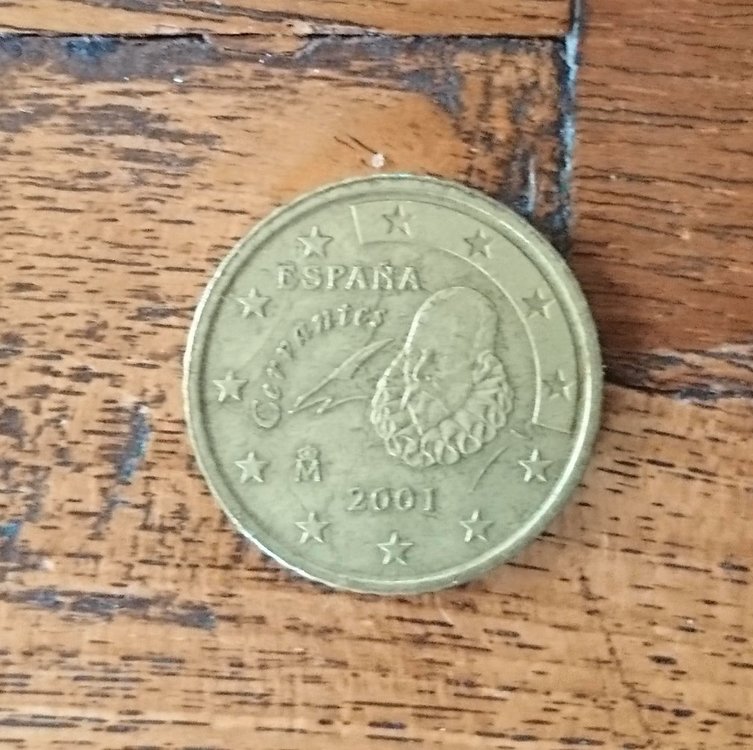 ESPAÑA
Cervantes
M
2001